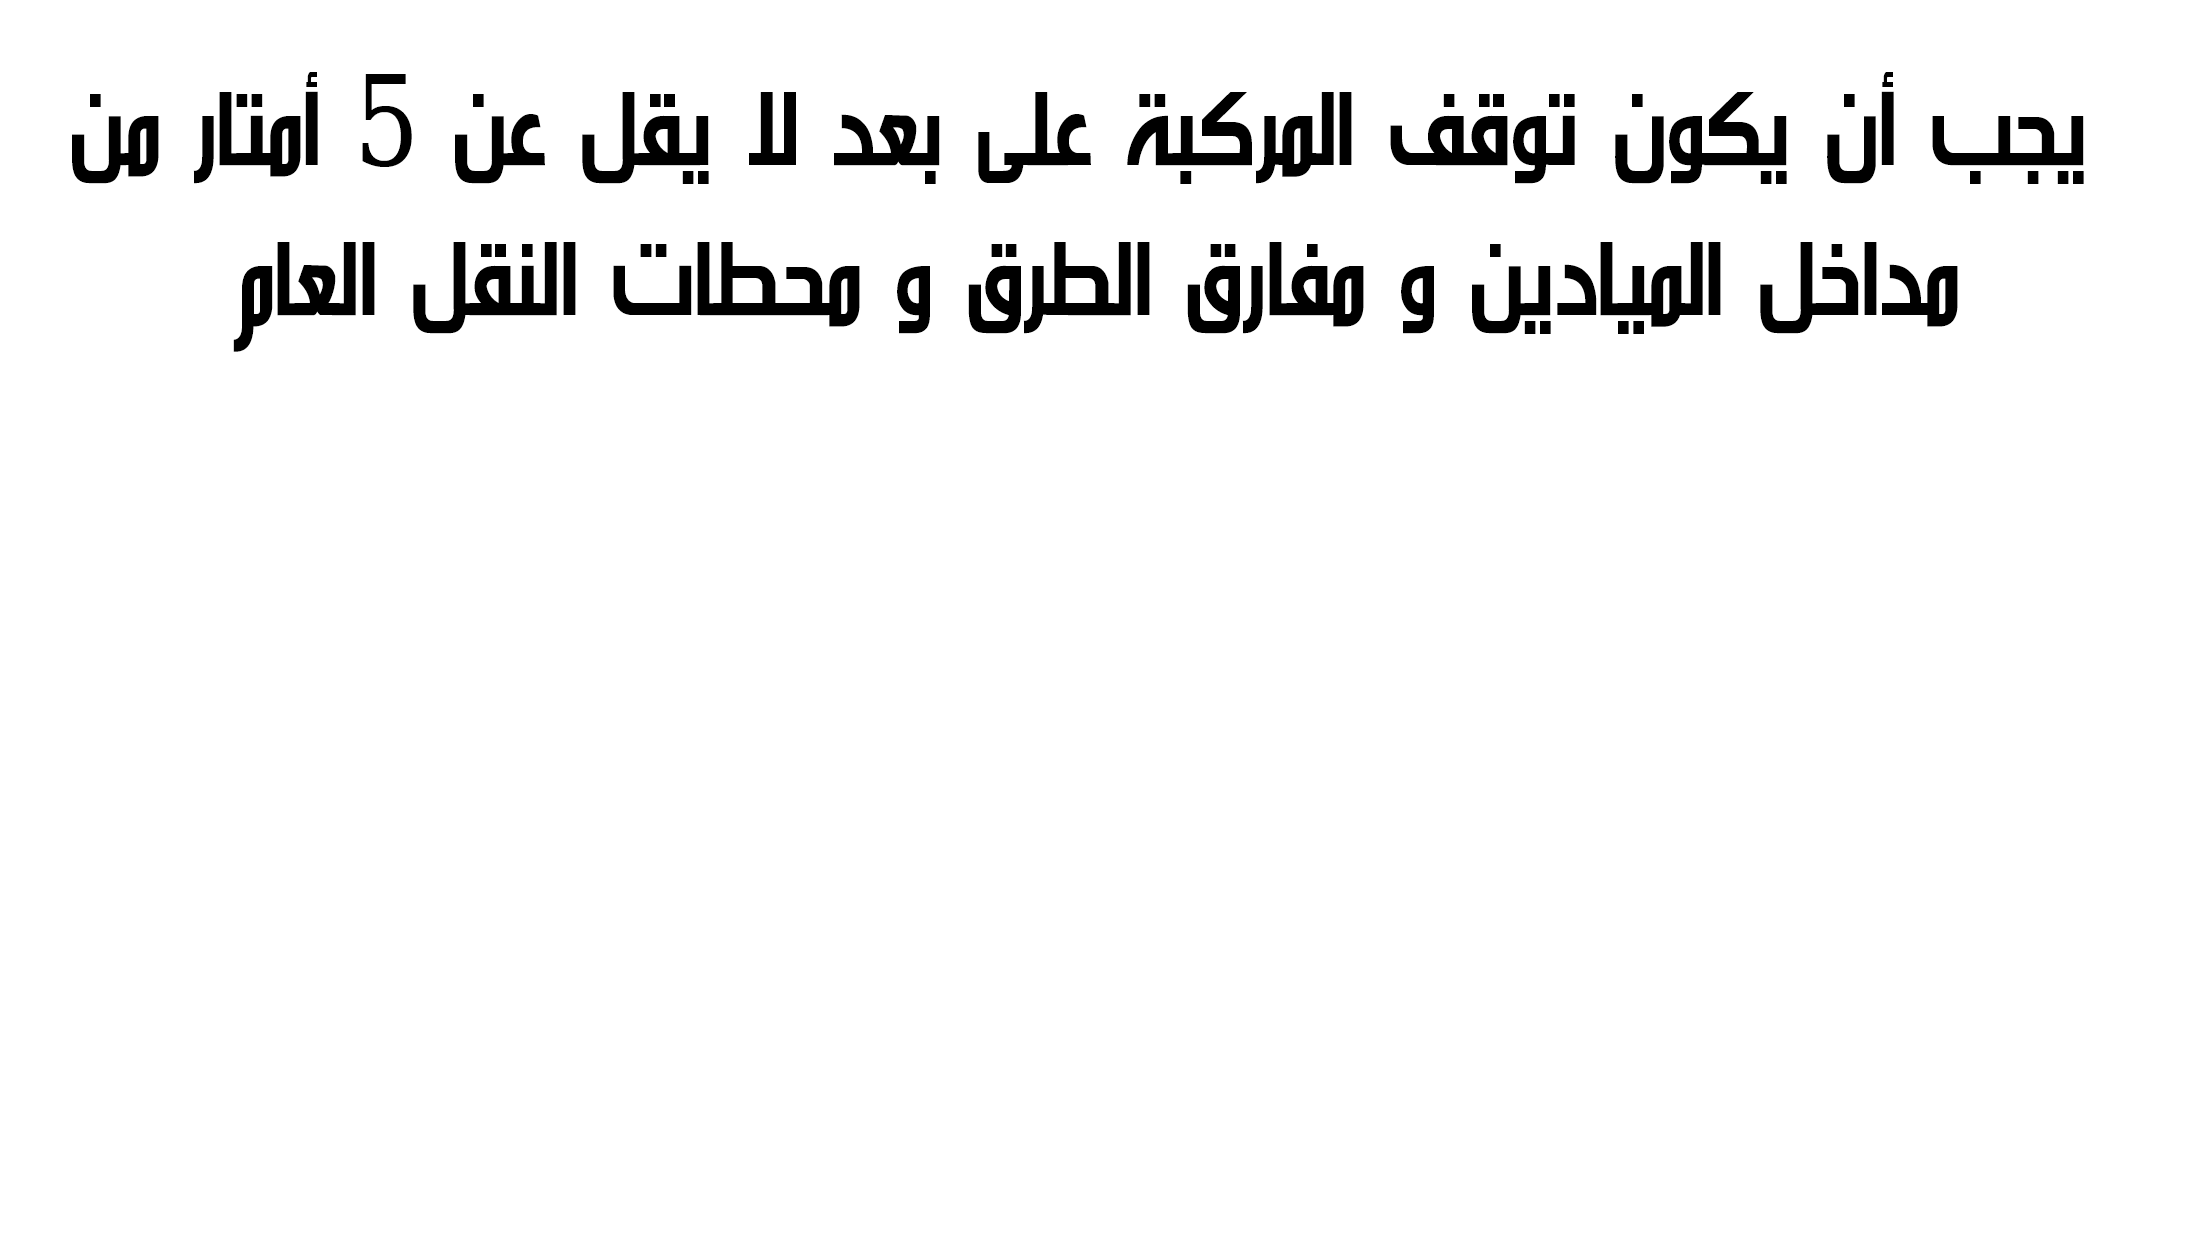 يجب أن يكون توقف المركبة على بعد لا يقل عن 5 أمتار من
مداخل الميادين و مفارق الطرق و محطات النقل العام